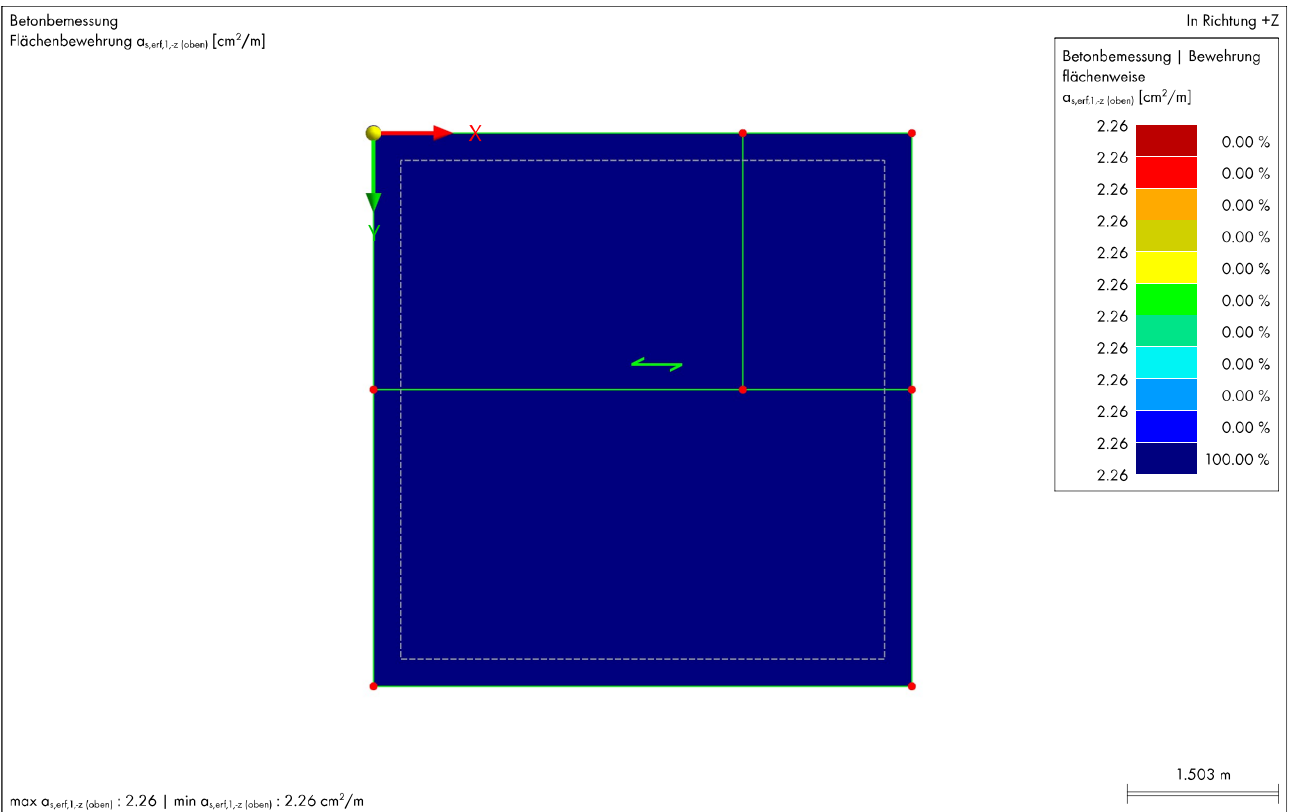 Betonbemessung
Flächenbewehrung as,erf,1,-z (oben) [cm²/m]
In Richtung +Z
Betonbemessung | Bewehrung
flächenweise
as,erf,1,-z (oben) [cm²/m]
2.26
0.00 %
2.26
0.00 %
2.26
0.00 %
2.26
0.00 %
2.26
0.00 %
2.26
0.00 %
2.26
0.00 %
2.26
0.00 %
2.26
0.00 %
2.26
0.00 %
2.26
100.00 %
2.26
X
Y
1.503 m
max as,erf,1,-z (oben) : 2.26 | min as,erf,1,-z (oben) : 2.26 cm²/m